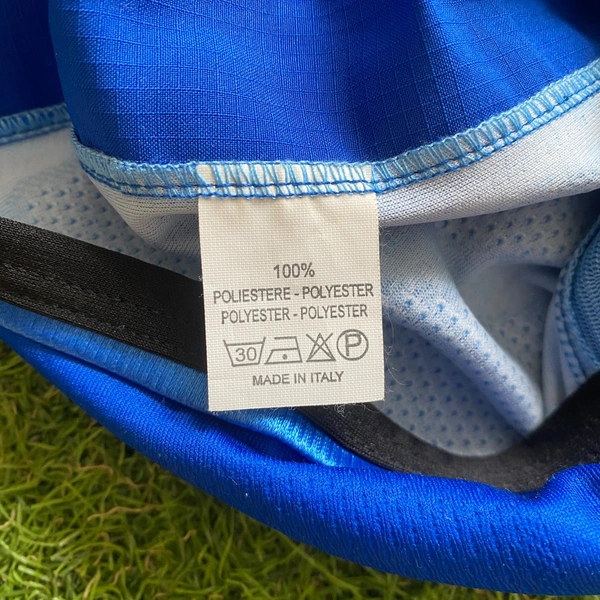 100%
POLIESTERE - POLYESTER
POLYESTER - POLYESTER
30 P
MADE IN ITALY